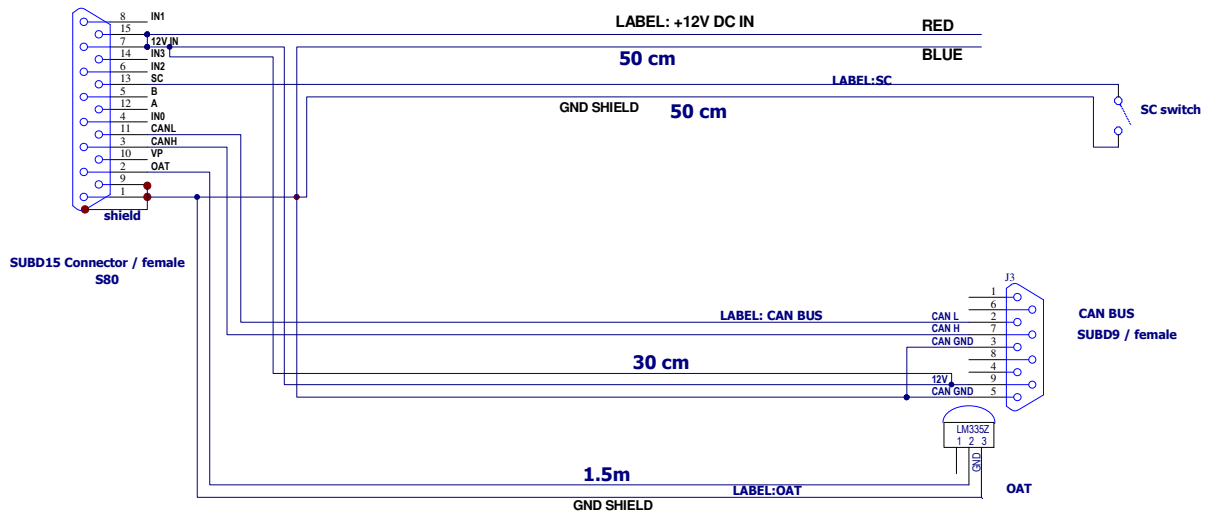 8 IN1
15
7 12V IN
14 IN3
6 IN2
13 SC
5 B
12 A
4 IN0
11 CANL
3 CANH
10 VP
2 OAT
9
1
shield
SUBD15 Connector / female
S80
LABEL: +12V DC IN
RED
BLUE
50 cm
LABEL:SC
GND SHIELD
50 cm
SC switch
J3
1
6
CAN L 2
CAN H 7
CAN GND 3
8
4
12V 9
CAN GND 5
CAN BUS
SUBD9 / female
LABEL: CAN BUS
30 cm
LM335Z
1 2 3
GND
1.5m
LABEL:OAT
OAT
GND SHIELD